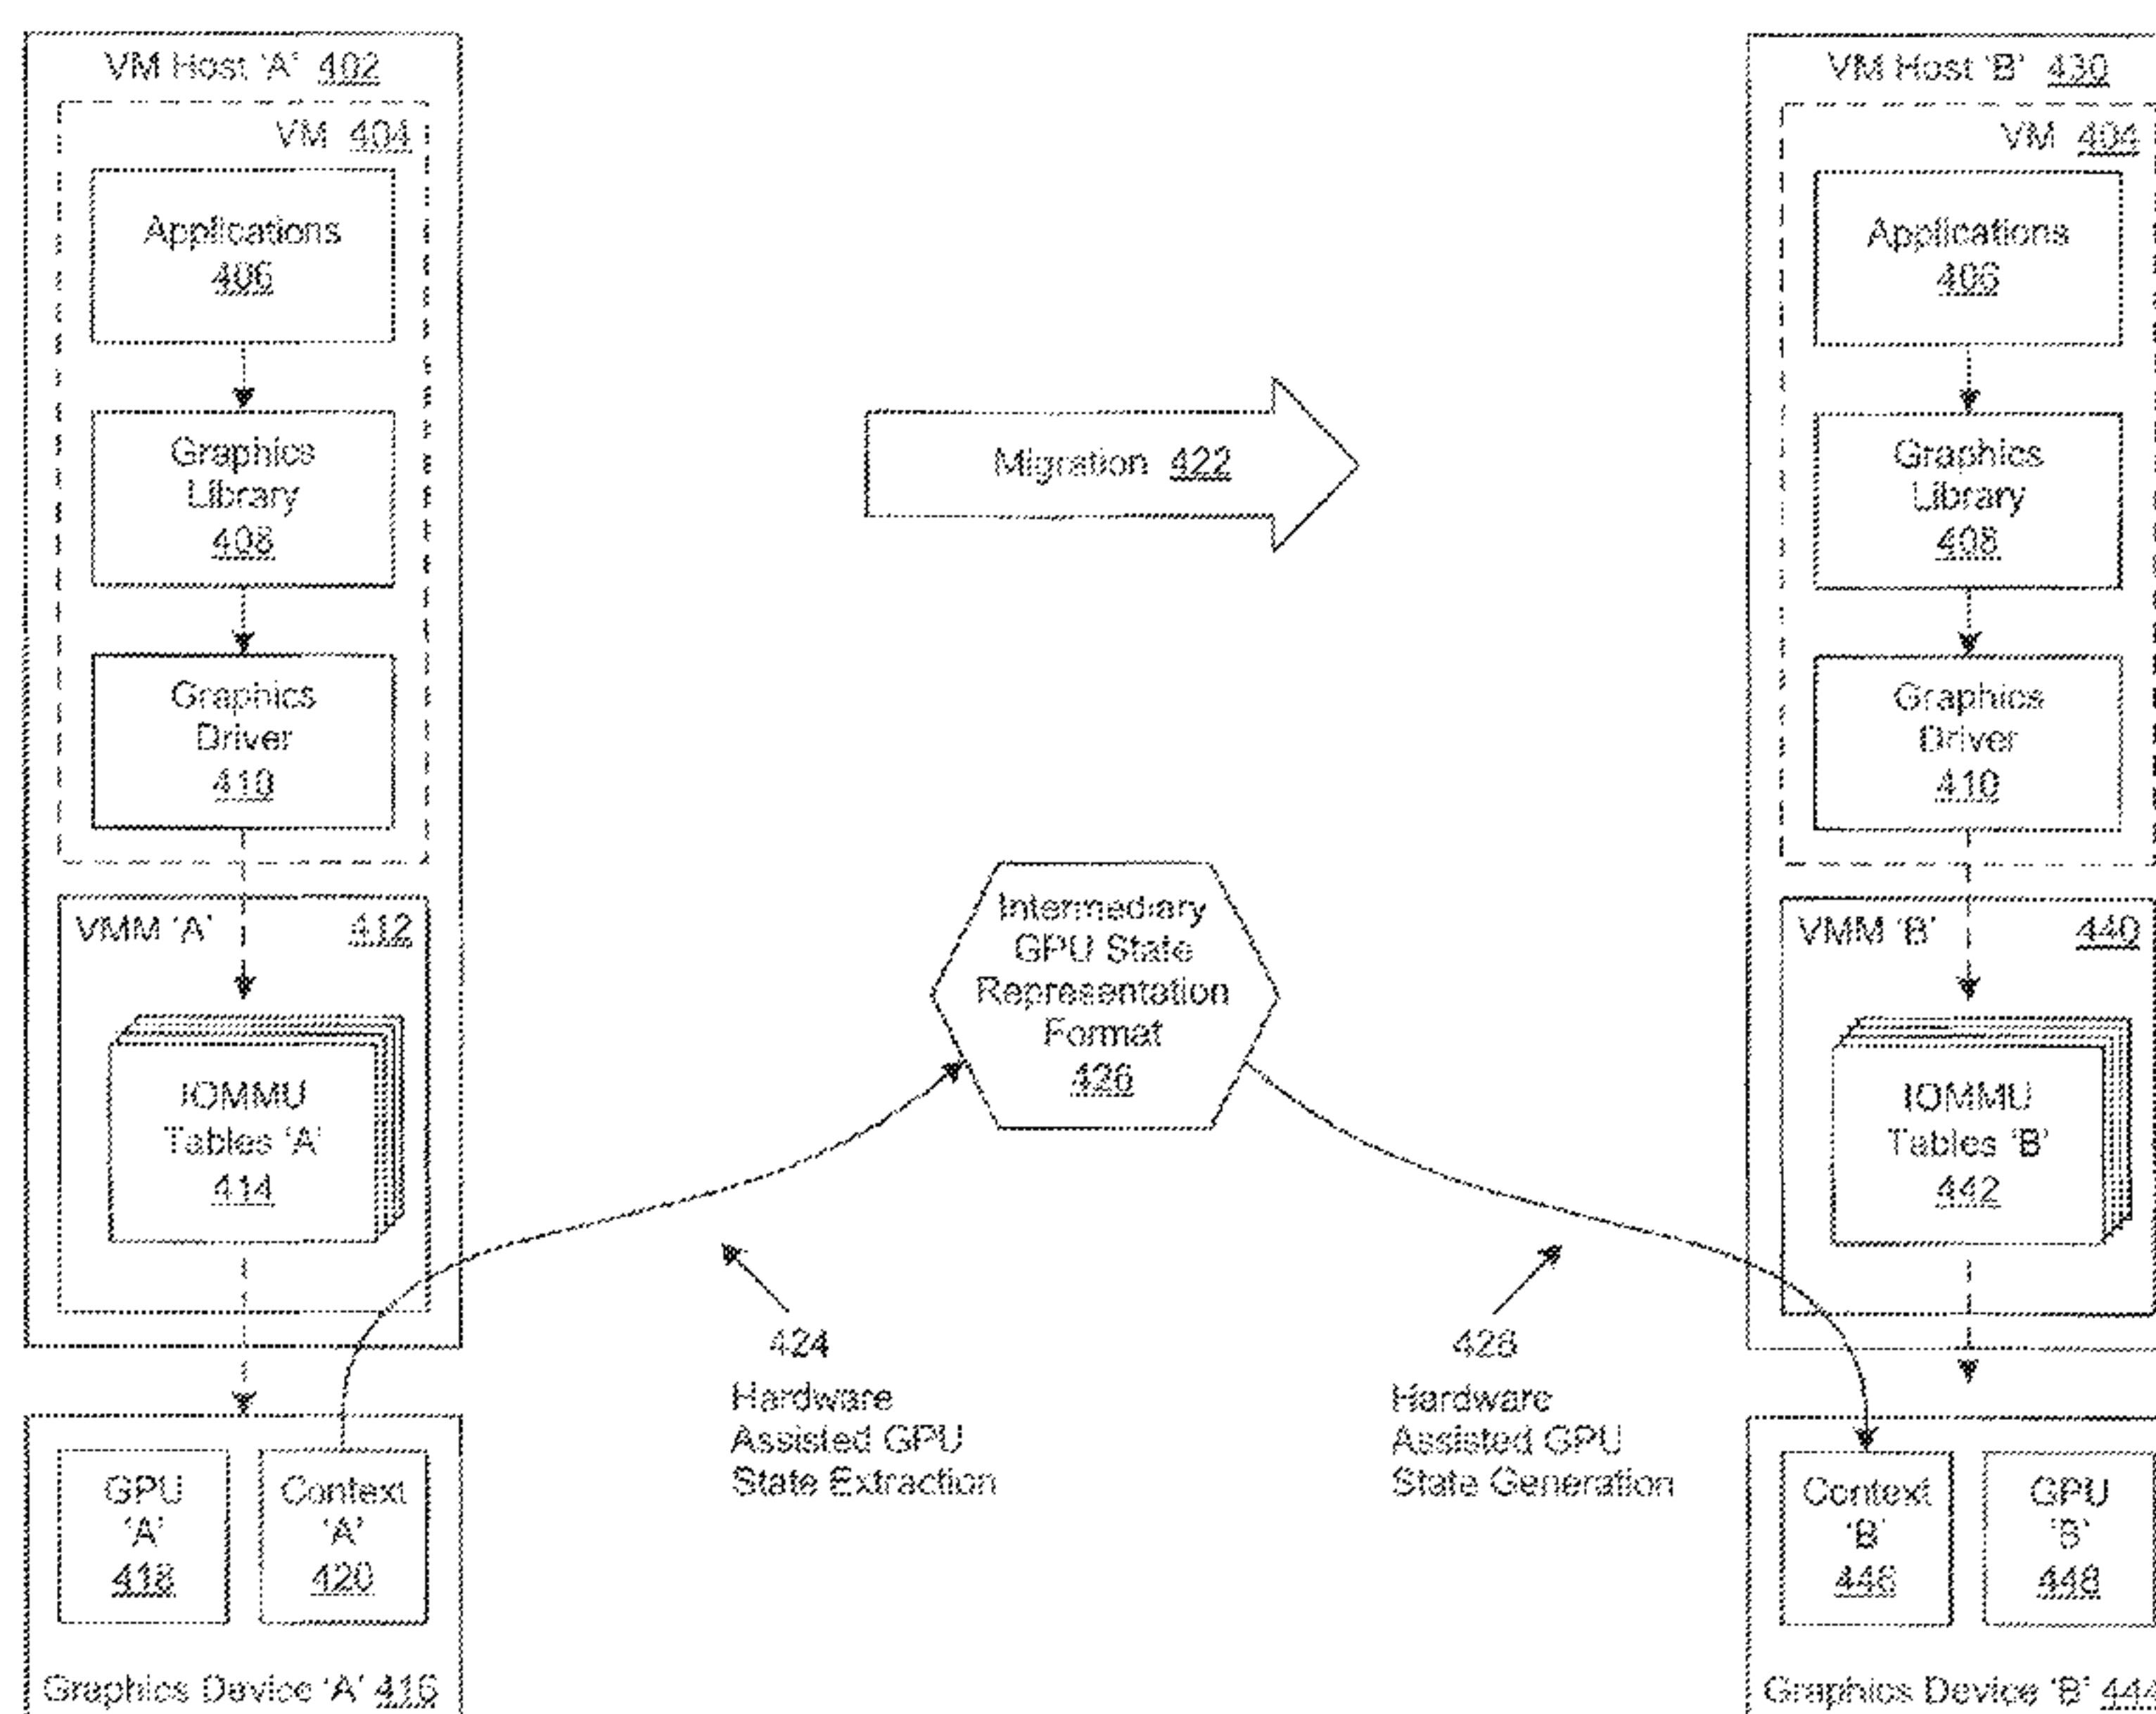 VM Host 'A' 402
VM 404
Applications
406
Graphics
Library
408
Graphics
Driver
410
VMM 'A' 412
IOMMU
Tables 'A'
414
GPU
'A'
418
Context
'A'
420
Graphics Device 'A' 416
Migration 422
Intermediary
GPU State
Representation
Format
426
424
Hardware
Assisted GPU
State Extraction
428
Hardware
Assisted GPU
State Generation
VM Host 'B' 430
VM 404
Applications
406
Graphics
Library
408
Graphics
Driver
410
VMM 'B' 440
IOMMU
Tables 'B'
442
Context
'B'
446
GPU
'B'
448
Graphics Device 'B' 444